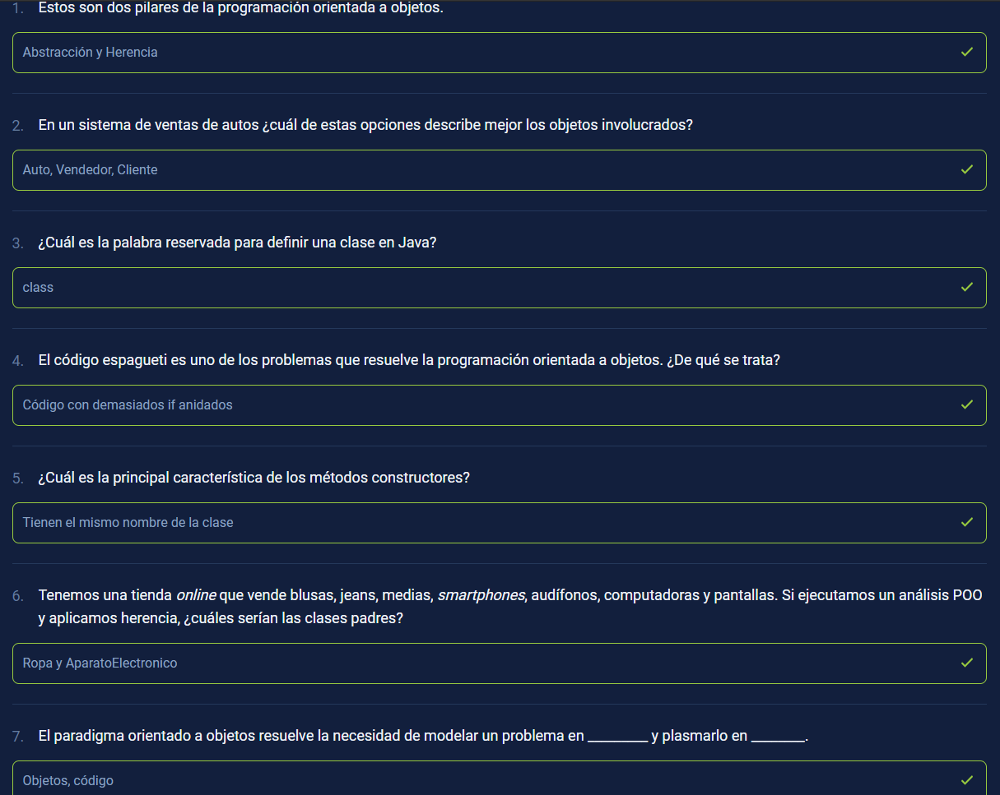 1. Estos son dos pilares de la programación orientada a objetos.
Abstracción y Herencia
2. En un sistema de ventas de autos ¿cuál de estas opciones describe mejor los objetos involucrados?
Auto, Vendedor, Cliente
3. ¿Cuál es la palabra reservada para definir una clase en Java?
class
4. El código espagueti es uno de los problemas que resuelve la programación orientada a objetos. ¿De qué se trata?
Código con demasiados if anidados
5. ¿Cuál es la principal característica de los métodos constructores?
Tienen el mismo nombre de la clase
6. Tenemos una tienda online que vende blusas, jeans, medias, smartphones, audífonos, computadoras y pantallas. Si ejecutamos un análisis POO
y aplicamos herencia, ¿cuáles serían las clases padres?
Ropa y AparatoElectronico
7. El paradigma orientado a objetos resuelve la necesidad de modelar un problema en _________ y plasmarlo en ________.
Objetos, código